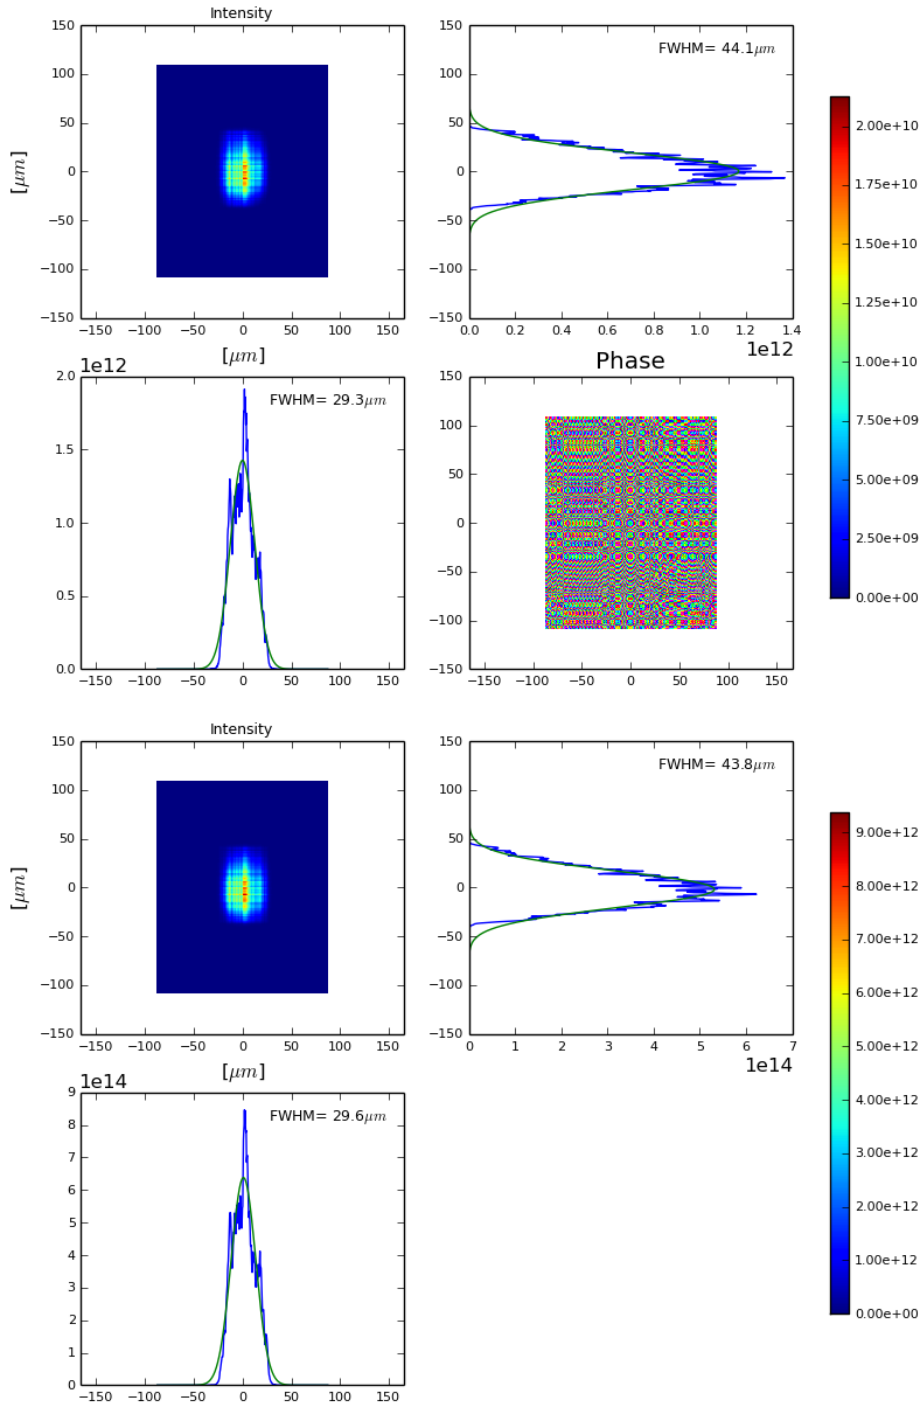 Intensity
150
100
50
0
−50
−100
−150
[μm]
−150 −100 −50 0 50 100 150
[μm]
FWHM= 44.1μm
150
100
50
0
−50
−100
−150
0.0 0.2 0.4 0.6 0.8 1.0 1.2 1.4
1e12
2.00e+10
1.75e+10
1.50e+10
1.25e+10
1.00e+10
7.50e+09
5.00e+09
2.50e+09
0.00e+00
1e12
FWHM= 29.3μm
2.0
1.5
1.0
0.5
0.0
−150 −100 −50 0 50 100 150
Phase
150
100
50
0
−50
−100
−150
−150 −100 −50 0 50 100 150
Intensity
150
100
50
0
−50
−100
−150
[μm]
−150 −100 −50 0 50 100 150
[μm]
FWHM= 43.8μm
150
100
50
0
−50
−100
−150
0 1 2 3 4 5 6 7
1e14
9.00e+12
8.00e+12
7.00e+12
6.00e+12
5.00e+12
4.00e+12
3.00e+12
2.00e+12
1.00e+12
0.00e+00
1e14
FWHM= 29.6μm
9
8
7
6
5
4
3
2
1
0
−150 −100 −50 0 50 100 150